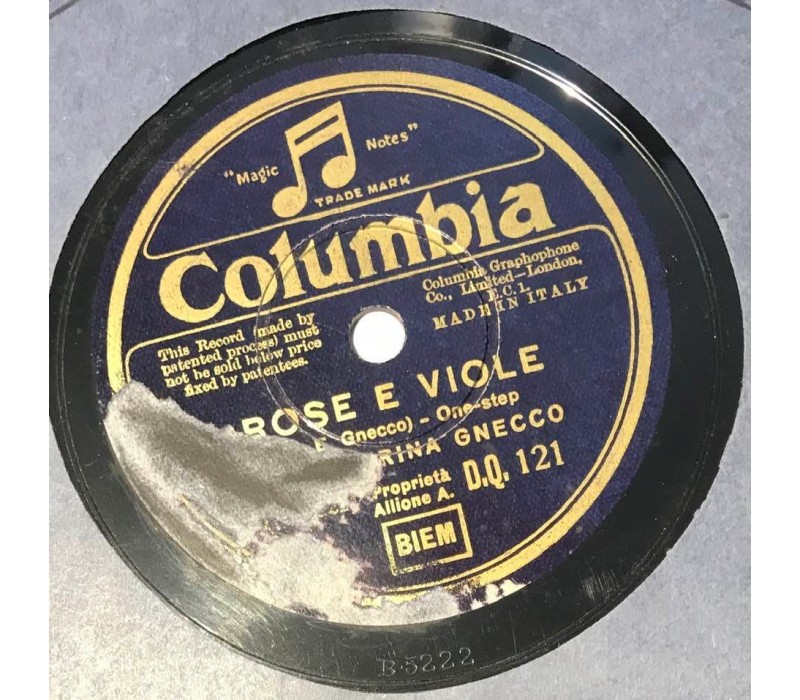 "Magic Notes"
TRADE MARK
Columbia
Columbia Graphophone
Co., Limited—London,
E.C.1.
MADE IN ITALY
This Record (made by
patented process) must
not be sold below price
fixed by patentees.
ROSE E VIOLE
E Gnecco) - One-step
RINA GNECCO
Proprietà
Allione A.
D.Q. 121
BIEM
B·5222